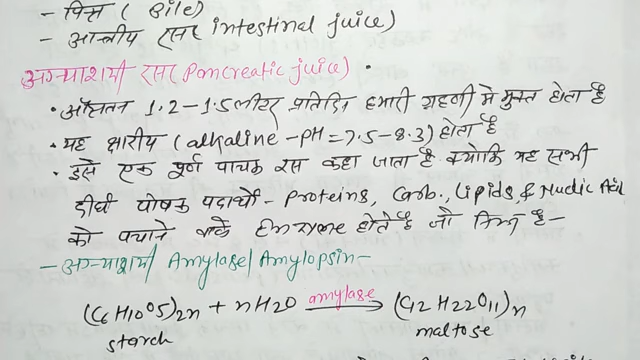 - पित्त ( Bile)
- आन्त्रीय रस( intestinal juice)
अग्न्याशयी रस( Pancreatic juice) .
• औसतन 1.2-1.5 लीटर प्रतिदिन हमारी ग्रहणी मे मुक्त होता है
• यह क्षारीय (alkaline - PH=7.5-8.3) होता है
• इसे एक पूर्ण पाचक रस कहा जाता है क्योकि यह सभी
दीर्घ पोषक पदार्थो- Proteins, Carb., Lipids & Nucleic Acid
को पचाने वाले Enzyme होते है जो निम्न है-
- अग्न्याशयी Amylase/ Amylopsin-
(C6H10O5)2n + nH2O amylase (C12H22O11)n
starch maltose